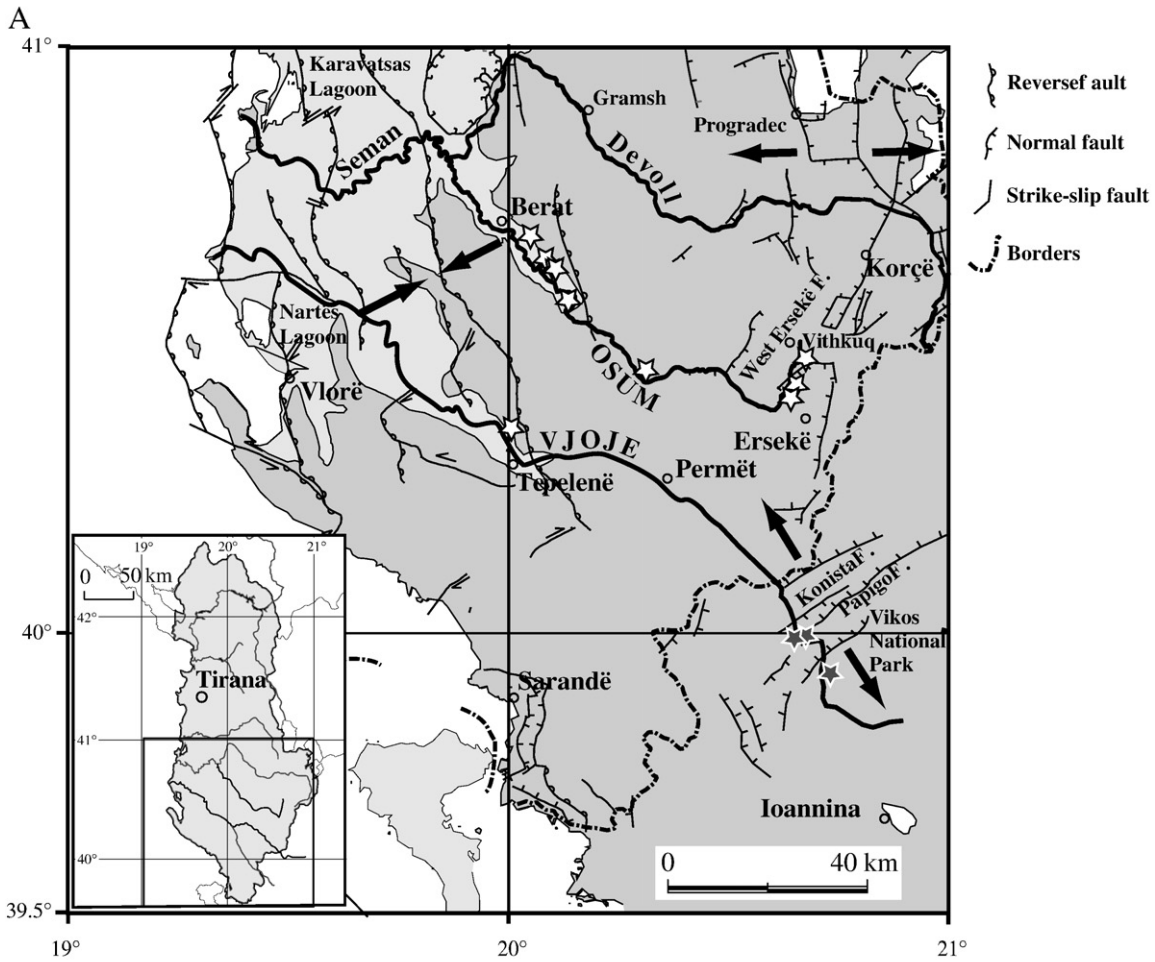 A
41°
Karavatsas
Lagoon
Gramsh
Progradec
Seman
Devoll
Berat
Korçë
Nartes
Lagoon
West Ersekë F.
Vithkuq
Vlorë
OSUM
Ersekë
VJOJE
Permët
Tepelenë
KonistaF.
PapigoF.
Vikos
National
Park
40°
Sarandë
Ioannina
0 40 km
39.5°
19° 20° 21°
Reversef ault
Normal fault
Strike-slip fault
Borders
19° 20° 21°
0 50 km
42°
Tirana
41°
40°